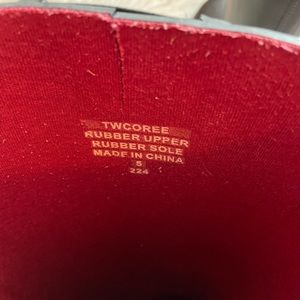 TWCOREE
RUBBER UPPER
RUBBER SOLE
MADE IN CHINA
5
224